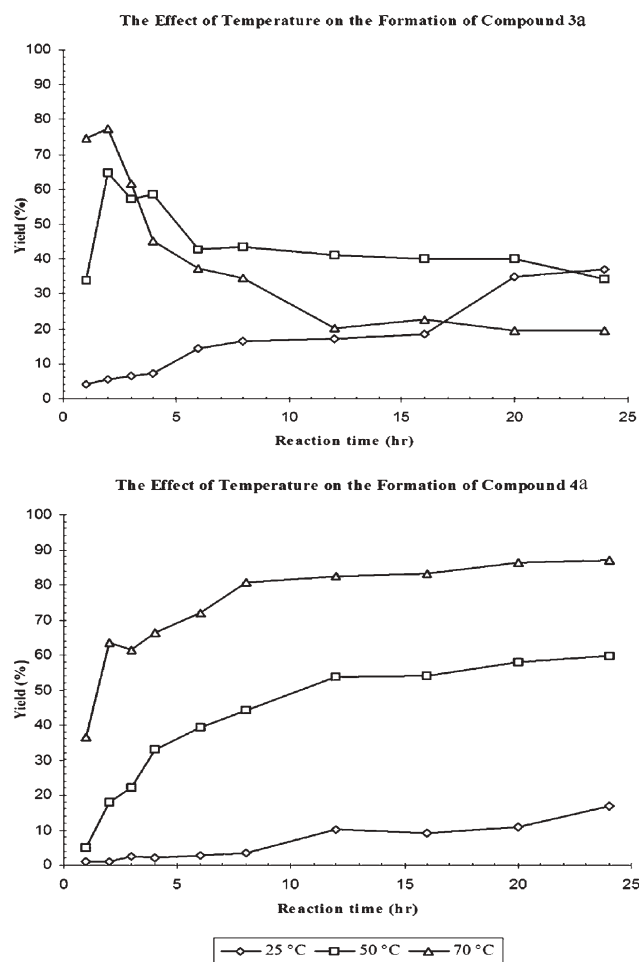 The Effect of Temperature on the Formation of Compound 3a
100
90
80
70
60
50
40
30
20
10
0
Yield (%)
0 5 10 15 20 25
Reaction time (hr)
The Effect of Temperature on the Formation of Compound 4a
100
90
80
70
60
50
40
30
20
10
0
Yield (%)
0 5 10 15 20 25
Reaction time (hr)
25 °C 50 °C 70 °C